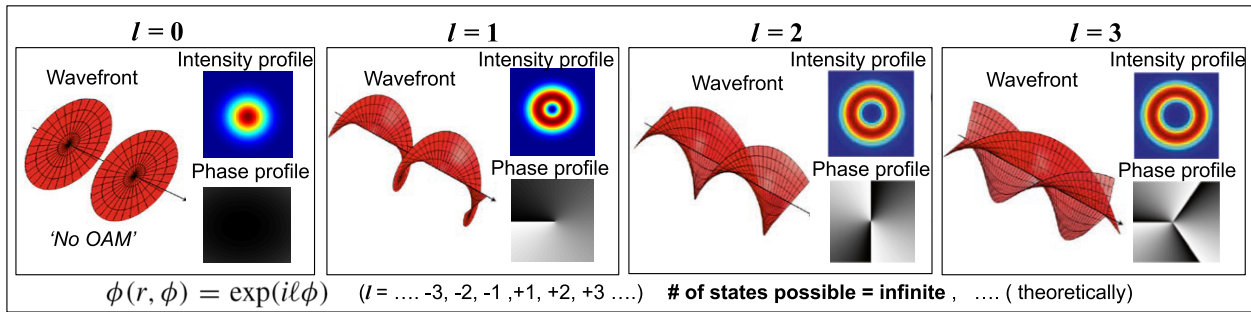 l = 0
Wavefront
Intensity profile
Phase profile
'No OAM'
l = 1
Wavefront
Intensity profile
Phase profile
l = 2
Wavefront
Intensity profile
Phase profile
l = 3
Wavefront
Intensity profile
Phase profile
ϕ(r, ϕ) = exp(iℓϕ) (l = .... -3, -2, -1 ,+1, +2, +3 ....) # of states possible = infinite , .... ( theoretically)